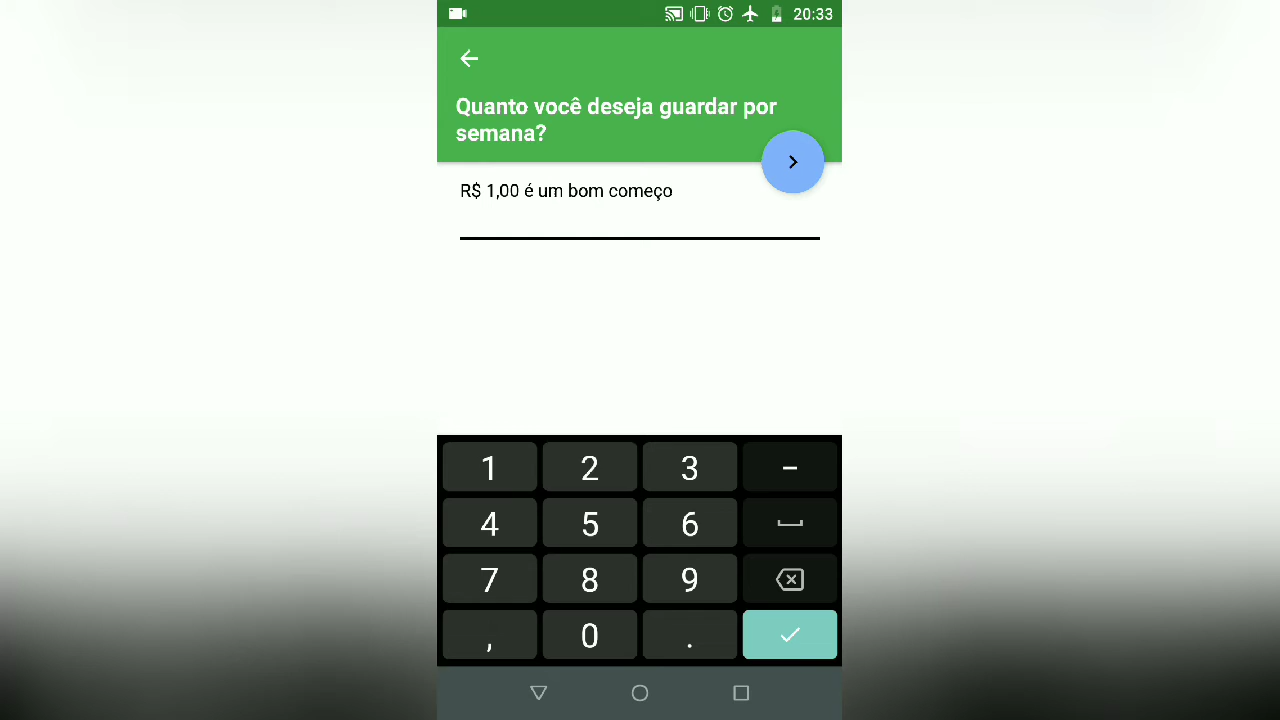 20:33
Quanto você deseja guardar por
semana?
R$ 1,00 é um bom começo
1 2 3 -
4 5 6
7 8 9
, 0 .